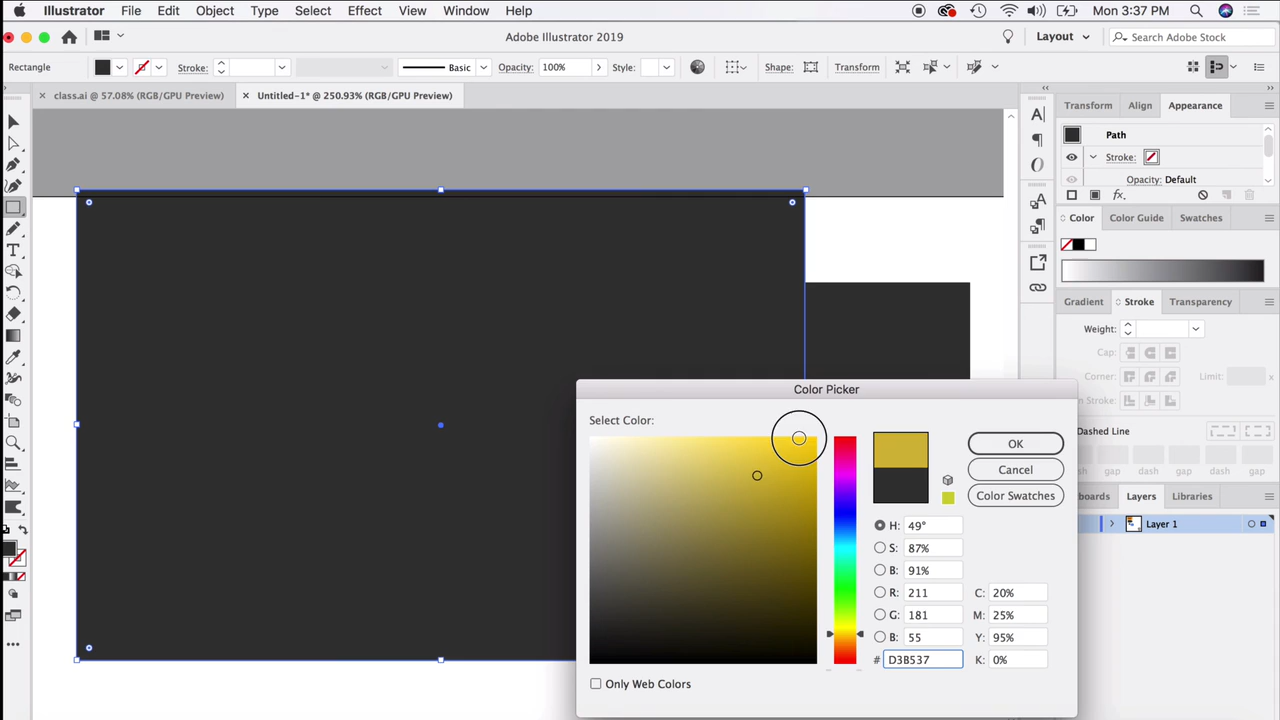 Illustrator File Edit Object Type Select Effect View Window Help Mon 3:37 PM
Adobe Illustrator 2019 Layout Search Adobe Stock
Rectangle Stroke: Basic Opacity: 100% Style: Shape: Transform
× class.ai @ 57.08% (RGB/GPU Preview) × Untitled-1* @ 250.93% (RGB/GPU Preview)
Transform Align Appearance
Path
Stroke:
Opacity: Default
fx
Color Color Guide Swatches
Gradient Stroke Transparency
Weight:
Cap:
Corner: Limit: x
n Stroke:
Dashed Line
gap dash gap
boards Layers Libraries
Layer 1
Color Picker
Select Color:
OK
Cancel
Color Swatches
H: 49°
S: 87%
B: 91%
R: 211 C: 20%
G: 181 M: 25%
B: 55 Y: 95%
# D3B537 K: 0%
Only Web Colors